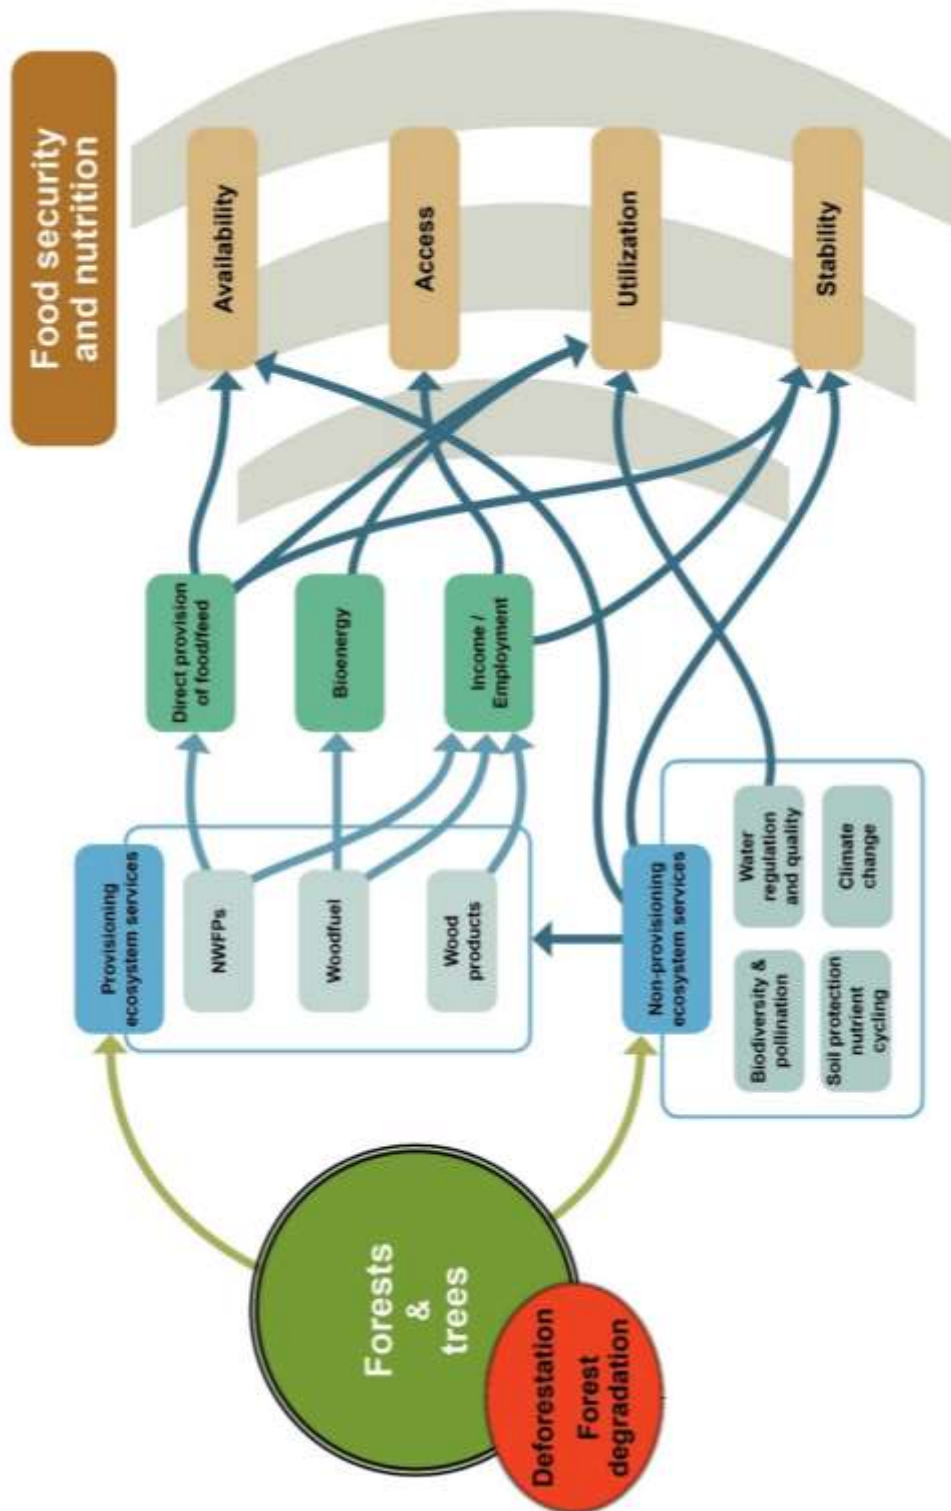 Food security
and nutrition
Forests
&
trees
Deforestation
Forest
degradation
Provisioning
ecosystem services
NWFPs
Woodfuel
Wood
products
Non-provisioning
ecosystem services
Biodiversity &
pollination
Water
regulation
and quality
Soil protection
nutrient
cycling
Climate
change
Direct provision
of food/feed
Bioenergy
Income /
Employment
Availability
Access
Utilization
Stability